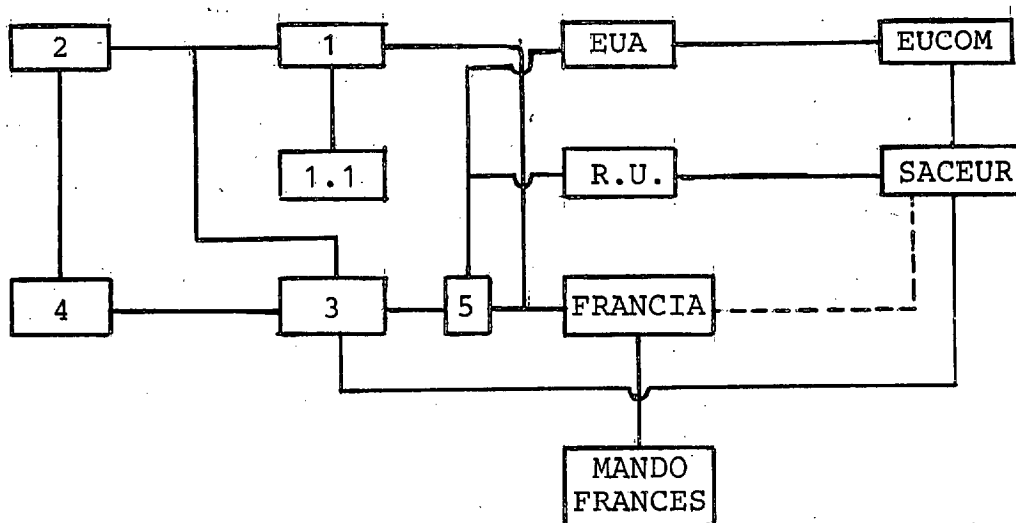 2
1
EUA
EUCOM
1.1
R.U.
SACEUR
4
3
5
FRANCIA
MANDO
FRANCES